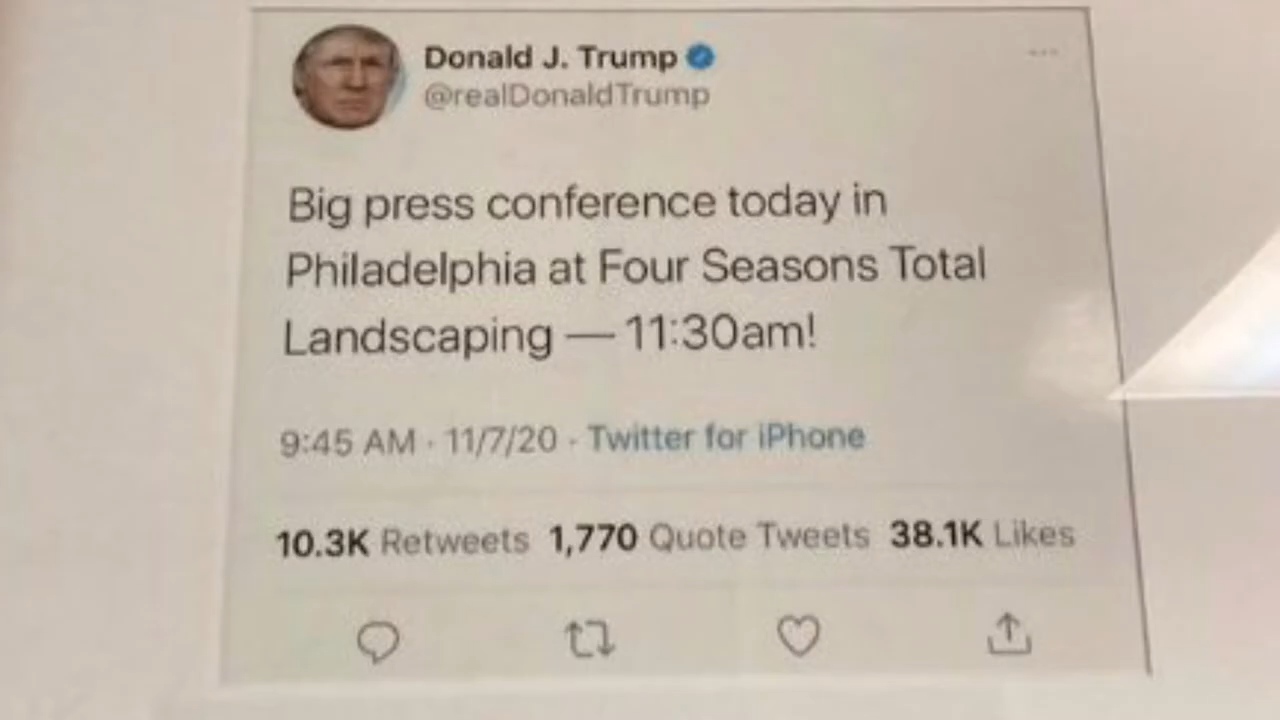 Donald J. Trump
@realDonaldTrump
Big press conference today in
Philadelphia at Four Seasons Total
Landscaping — 11:30am!
9:45 AM · 11/7/20 · Twitter for iPhone
10.3K Retweets 1,770 Quote Tweets 38.1K Likes